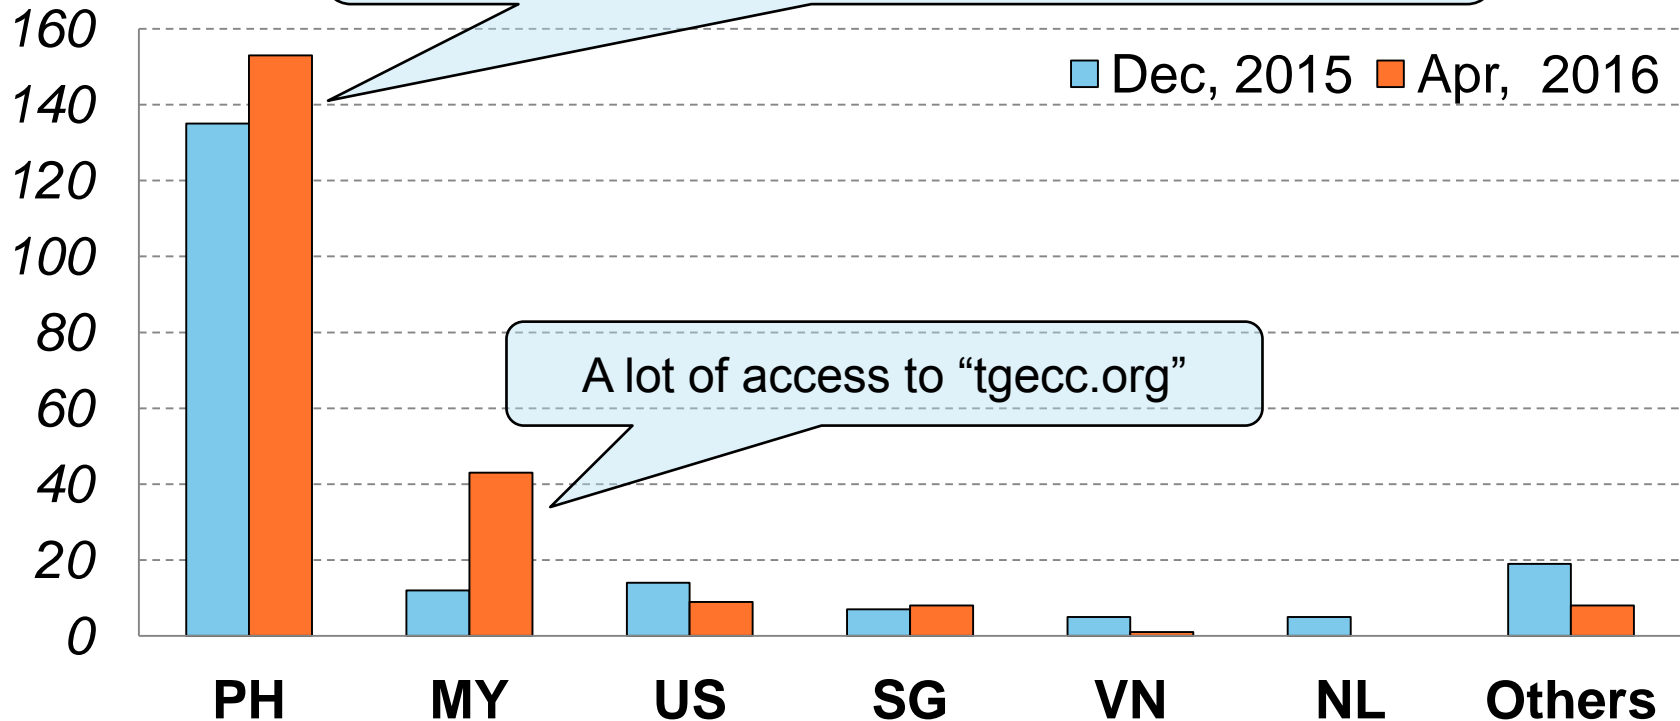 160
140
120
100
80
60
40
20
0
Dec, 2015
Apr, 2016
A lot of access to “tgecc.org”
PH MY US SG VN NL Others